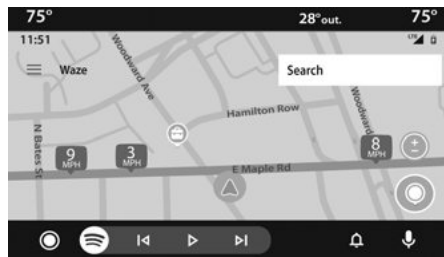 75°
28°out.
75°
11:51
LTE
Waze
Search
Woodward Ave
Hamilton Row
Woodward
N Bates St
9
MPH
3
MPH
8
MPH
E Maple Rd